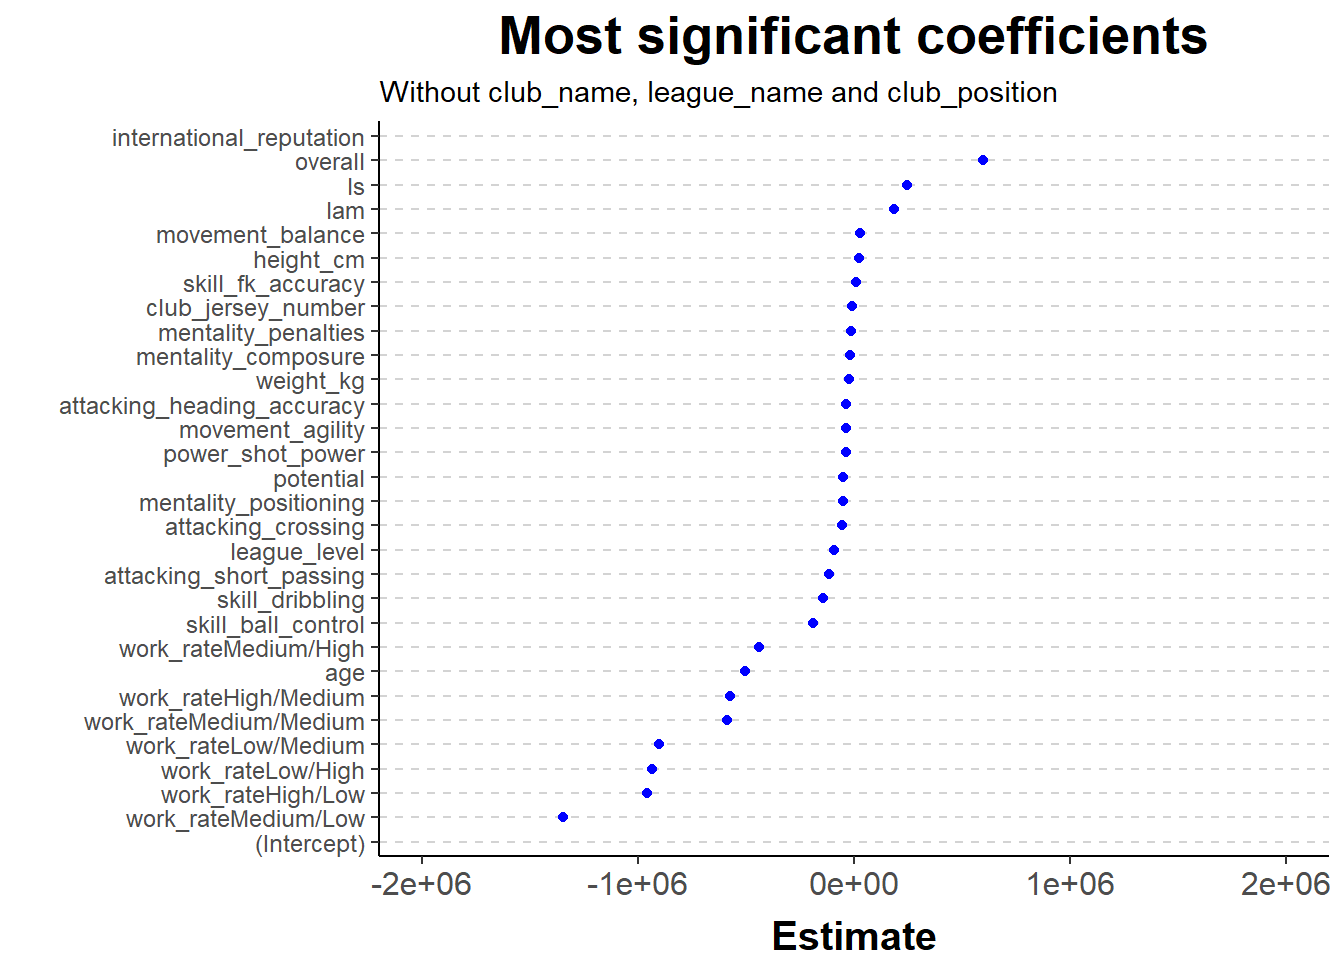 Most significant coefficients
Without club_name, league_name and club_position
international_reputation
overall
ls
lam
movement_balance
height_cm
skill_fk_accuracy
club_jersey_number
mentality_penalties
mentality_composure
weight_kg
attacking_heading_accuracy
movement_agility
power_shot_power
potential
mentality_positioning
attacking_crossing
league_level
attacking_short_passing
skill_dribbling
skill_ball_control
work_rateMedium/High
age
work_rateHigh/Medium
work_rateMedium/Medium
work_rateLow/Medium
work_rateLow/High
work_rateHigh/Low
work_rateMedium/Low
(Intercept)
-2e+06 -1e+06 0e+00 1e+06 2e+06
Estimate